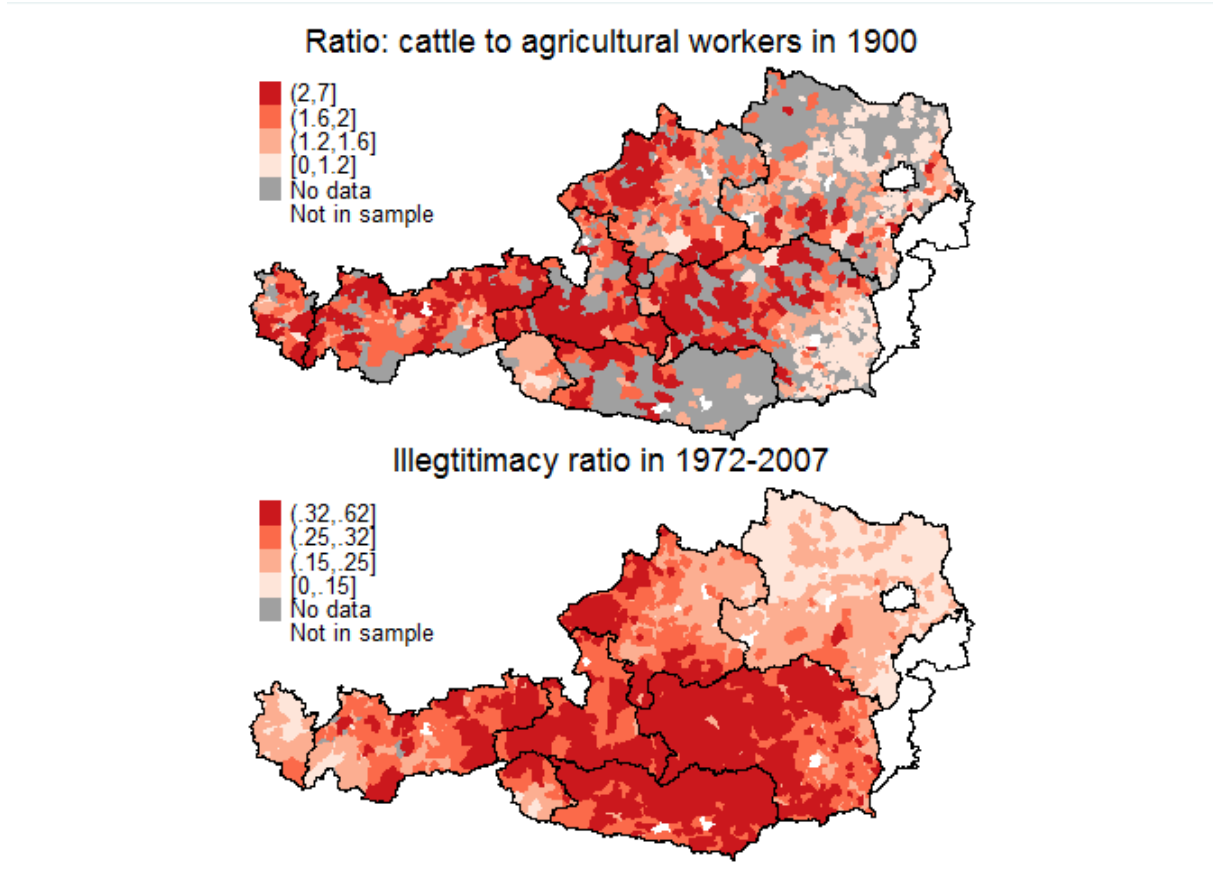 Ratio: cattle to agricultural workers in 1900
(2,7]
(1.6,2]
(1.2,1.6]
[0,1.2]
No data
Not in sample
Illegtitimacy ratio in 1972-2007
(.32,.62]
(.25,.32]
(.15,.25]
[0,.15]
No data
Not in sample